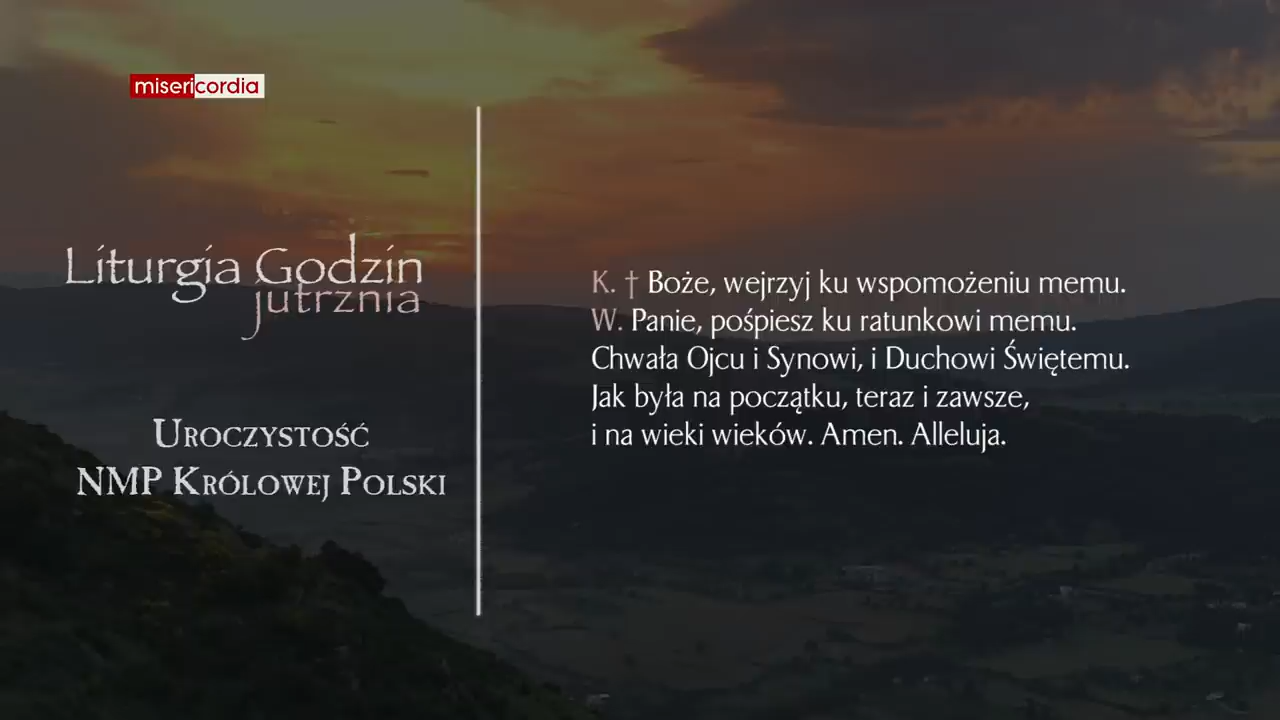 misericordia
Liturgia Godzin
jutrznia
Uroczystość
NMP Królowej Polski
K. † Boże, wejrzyj ku wspomożeniu memu.
W. Panie, pośpiesz ku ratunkowi memu.
Chwała Ojcu i Synowi, i Duchowi Świętemu.
Jak była na początku, teraz i zawsze,
i na wieki wieków. Amen. Alleluja.